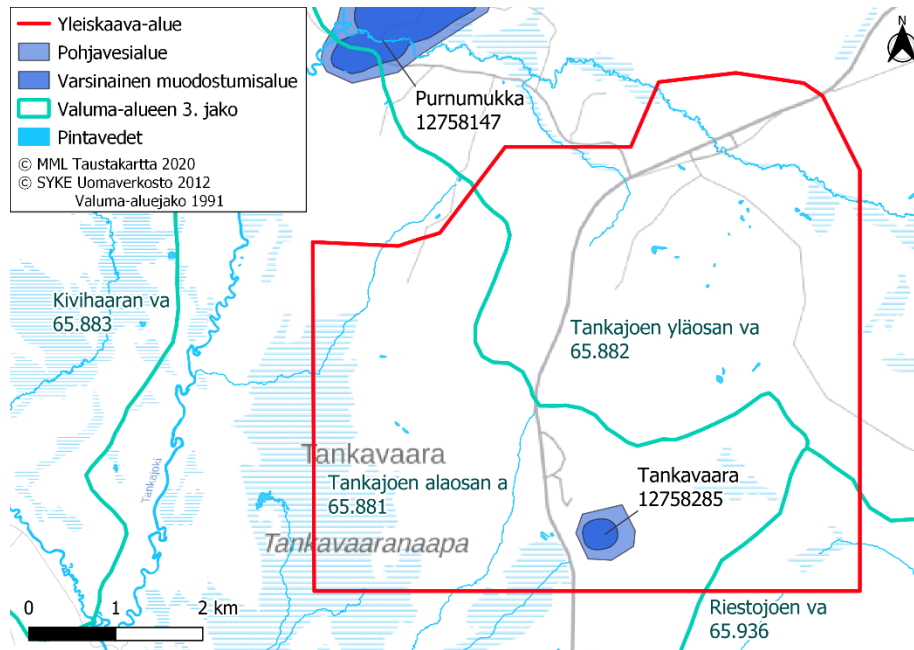 Yleiskaava-alue
Pohjavesialue
Varsinainen muodostumisalue
Valuma-alueen 3. jako
Pintavedet
© MML Taustakartta 2020
© SYKE Uomaverkosto 2012
Valuma-aluejako 1991
N
Purnumukka
12758147
Kivihaaran va
65.883
Tankajoen yläosan va
65.882
Tankajoki
Tankavaara
Tankajoen alaosan a
65.881
Tankavaara
12758285
Tankavaaranaapa
Riestojoen va
65.936
0 1 2 km